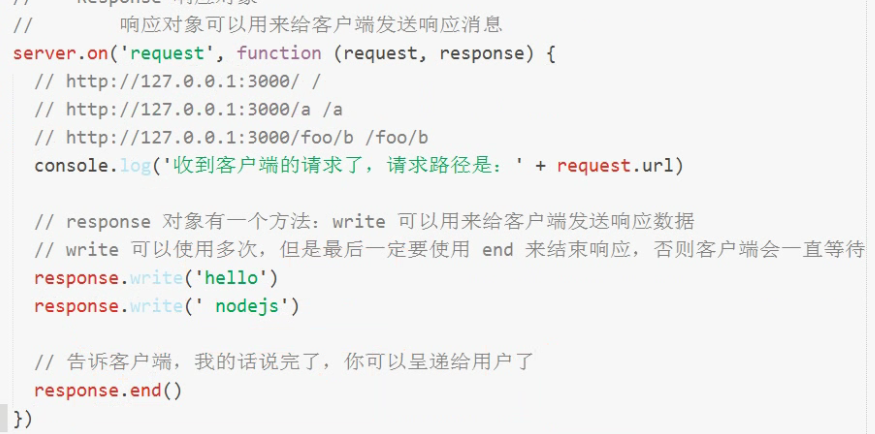 //    Response 响应对象
//        响应对象可以用来给客户端发送响应消息
server.on('request', function (request, response) {
  // http://127.0.0.1:3000/ /
  // http://127.0.0.1:3000/a /a
  // http://127.0.0.1:3000/foo/b /foo/b
  console.log('收到客户端的请求了，请求路径是：' + request.url)

  // response 对象有一个方法：write 可以用来给客户端发送响应数据
  // write 可以使用多次，但是最后一定要使用 end 来结束响应，否则客户端会一直等待
  response.write('hello')
  response.write(' nodejs')

  // 告诉客户端，我的话说完了，你可以呈递给用户了
  response.end()
})